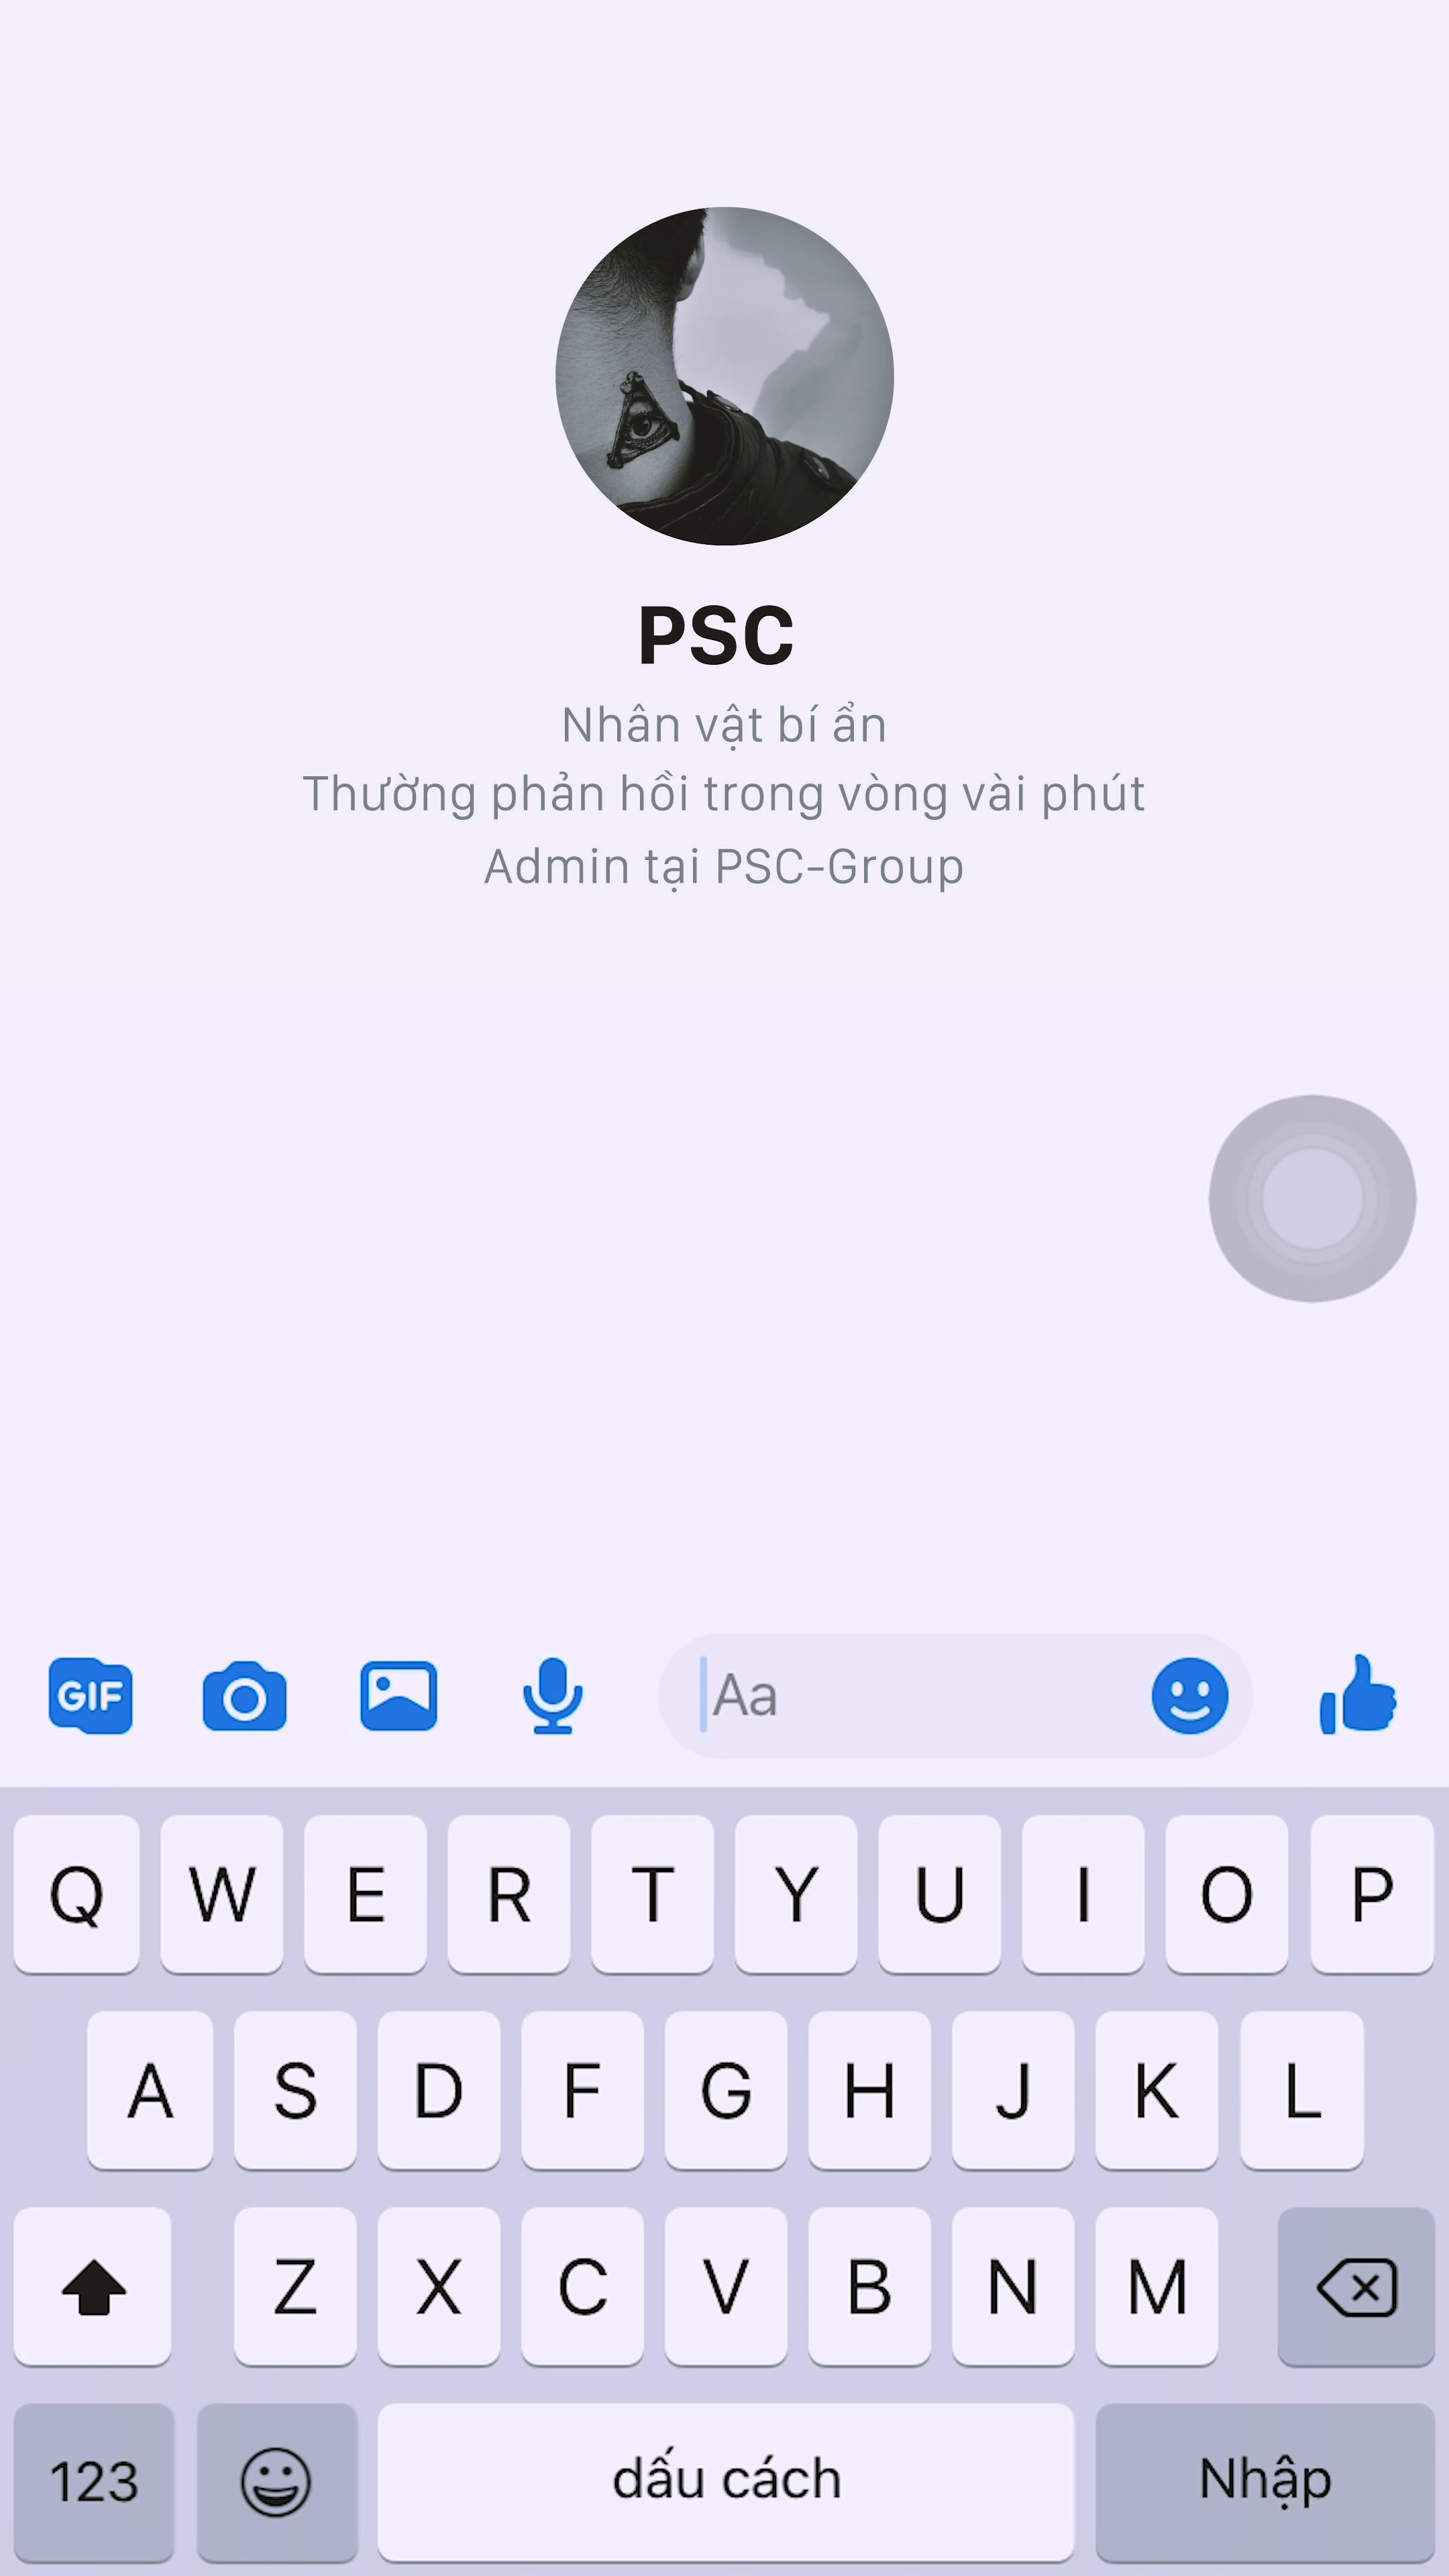 PSC
Nhân vật bí ẩn
Thường phản hồi trong vòng vài phút
Admin tại PSC-Group
GIF
Aa
Q W E R T Y U I O P
A S D F G H J K L
Z X C V B N M
123 dấu cách Nhập